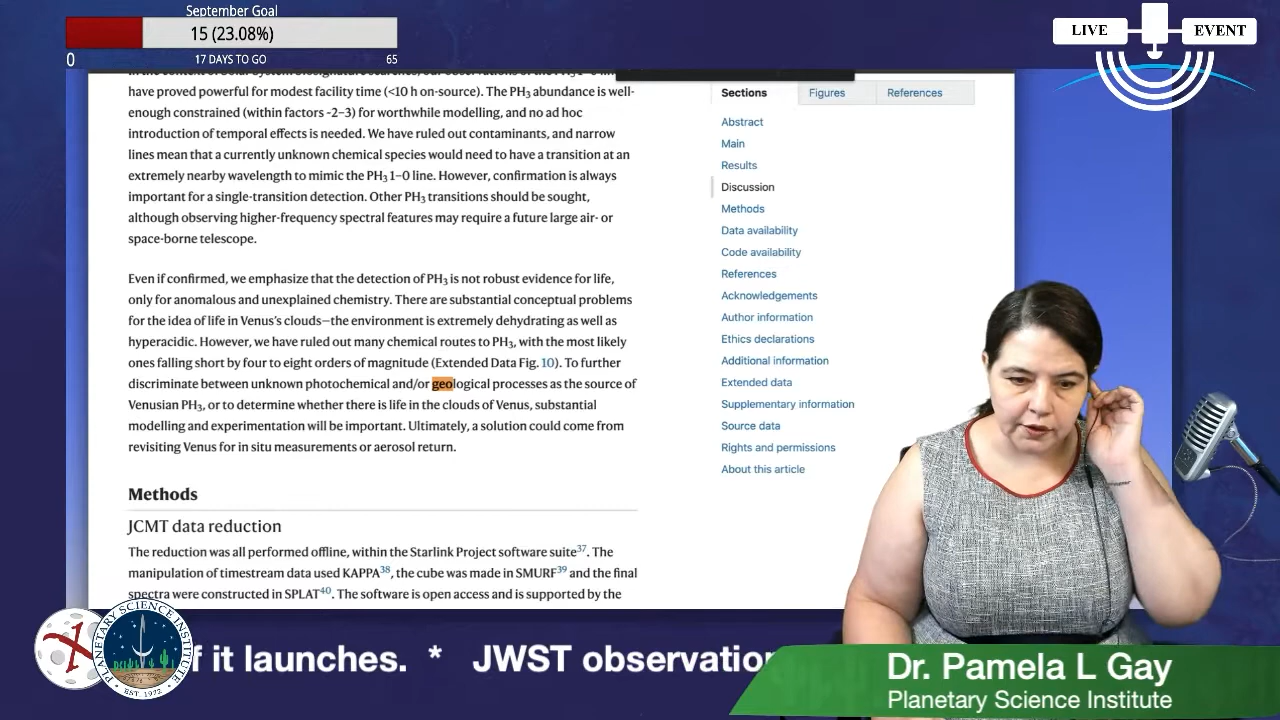 September Goal
15 (23.08%)
0
17 DAYS TO GO
65
LIVE
EVENT
have proved powerful for modest facility time (<10 h on-source). The PH3 abundance is well-
enough constrained (within factors ~2–3) for worthwhile modelling, and no ad hoc
introduction of temporal effects is needed. We have ruled out contaminants, and narrow
lines mean that a currently unknown chemical species would need to have a transition at an
extremely nearby wavelength to mimic the PH3 1–0 line. However, confirmation is always
important for a single-transition detection. Other PH3 transitions should be sought,
although observing higher-frequency spectral features may require a future large air- or
space-borne telescope.
Even if confirmed, we emphasize that the detection of PH3 is not robust evidence for life,
only for anomalous and unexplained chemistry. There are substantial conceptual problems
for the idea of life in Venus's clouds—the environment is extremely dehydrating as well as
hyperacidic. However, we have ruled out many chemical routes to PH3, with the most likely
ones falling short by four to eight orders of magnitude (Extended Data Fig. 10). To further
discriminate between unknown photochemical and/or geological processes as the source of
Venusian PH3, or to determine whether there is life in the clouds of Venus, substantial
modelling and experimentation will be important. Ultimately, a solution could come from
revisiting Venus for in situ measurements or aerosol return.
Methods
JCMT data reduction
The reduction was all performed offline, within the Starlink Project software suite37. The
manipulation of timestream data used KAPPA38, the cube was made in SMURF39 and the final
spectra were constructed in SPLAT40. The software is open access and is supported by the
Sections
Figures
References
Abstract
Main
Results
Discussion
Methods
Data availability
Code availability
References
Acknowledgements
Author information
Ethics declarations
Additional information
Extended data
Supplementary information
Source data
Rights and permissions
About this article
PLANETARY SCIENCE INSTITUTE
EST. 1972
f it launches. * JWST observatio
Dr. Pamela L Gay
Planetary Science Institute